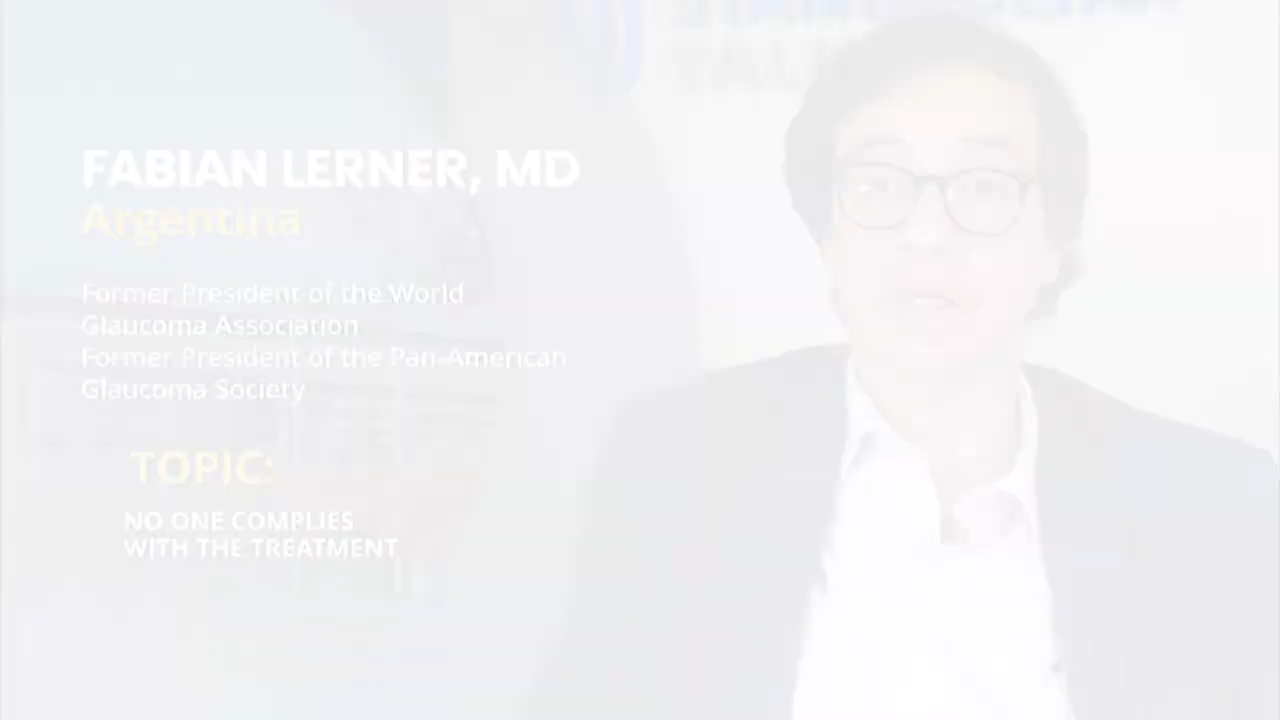 FABIAN LERNER, MD
Argentina
Former President of the World
Glaucoma Association
Former President of the Pan-American
Glaucoma Society
TOPIC:
NO ONE COMPLIES
WITH THE TREATMENT